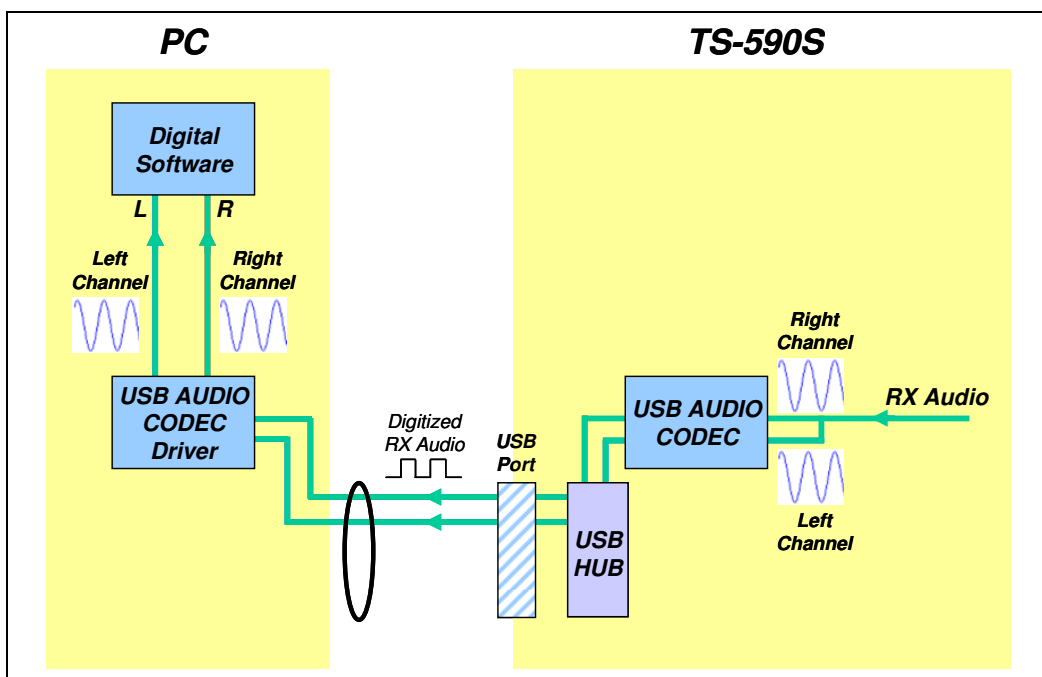 PC
TS-590S
Digital
Software
L
R
Left
Channel
Right
Channel
USB AUDIO
CODEC
Driver
Digitized
RX Audio
USB
Port
USB
HUB
USB AUDIO
CODEC
Right
Channel
RX Audio
Left
Channel